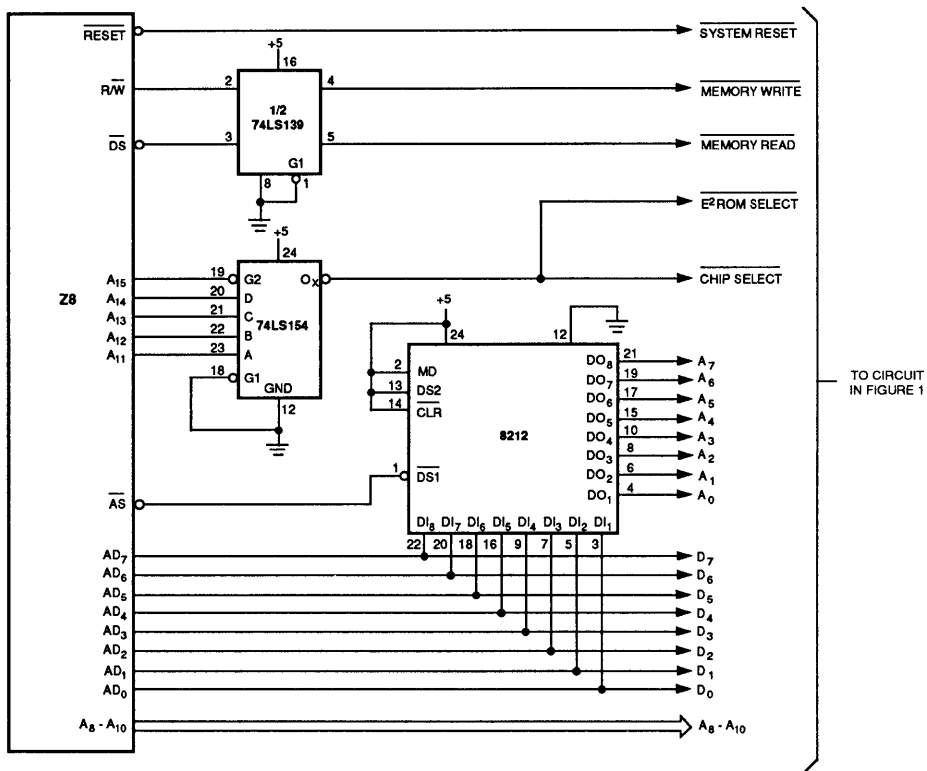 RESET
SYSTEM RESET
+5
16
R/W
2
4
MEMORY WRITE
1/2
74LS139
DS
3
5
MEMORY READ
G1
8
1
E²ROM SELECT
+5
24
A15
19
G2
OX
CHIP SELECT
Z8
A14
20
D
A13
21
C
74LS154
A12
22
B
A11
23
A
18
G1
GND
12
+5
24
12
2
MD
13
DS2
14
CLR
8212
1
DS1
DO8
21
A7
DO7
19
A6
DO6
17
A5
DO5
15
A4
DO4
10
A3
DO3
8
A2
DO2
6
A1
DO1
4
A0
TO CIRCUIT
IN FIGURE 1
AS
DI8 DI7 DI6 DI5 DI4 DI3 DI2 DI1
22 20 18 16 9 7 5 3
AD7
D7
AD6
D6
AD5
D5
AD4
D4
AD3
D3
AD2
D2
AD1
D1
AD0
D0
A8 - A10
A8 - A10